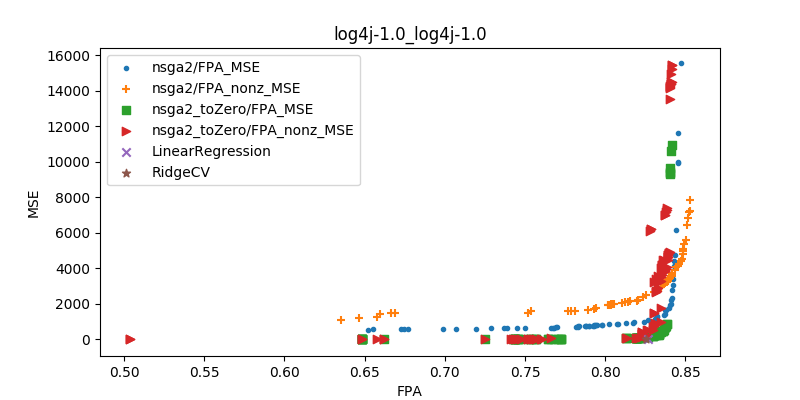 log4j-1.0_log4j-1.0
16000
14000
12000
10000
8000
6000
4000
2000
0
MSE
nsga2/FPA_MSE
nsga2/FPA_nonz_MSE
nsga2_toZero/FPA_MSE
nsga2_toZero/FPA_nonz_MSE
LinearRegression
RidgeCV
0.50 0.55 0.60 0.65 0.70 0.75 0.80 0.85
FPA